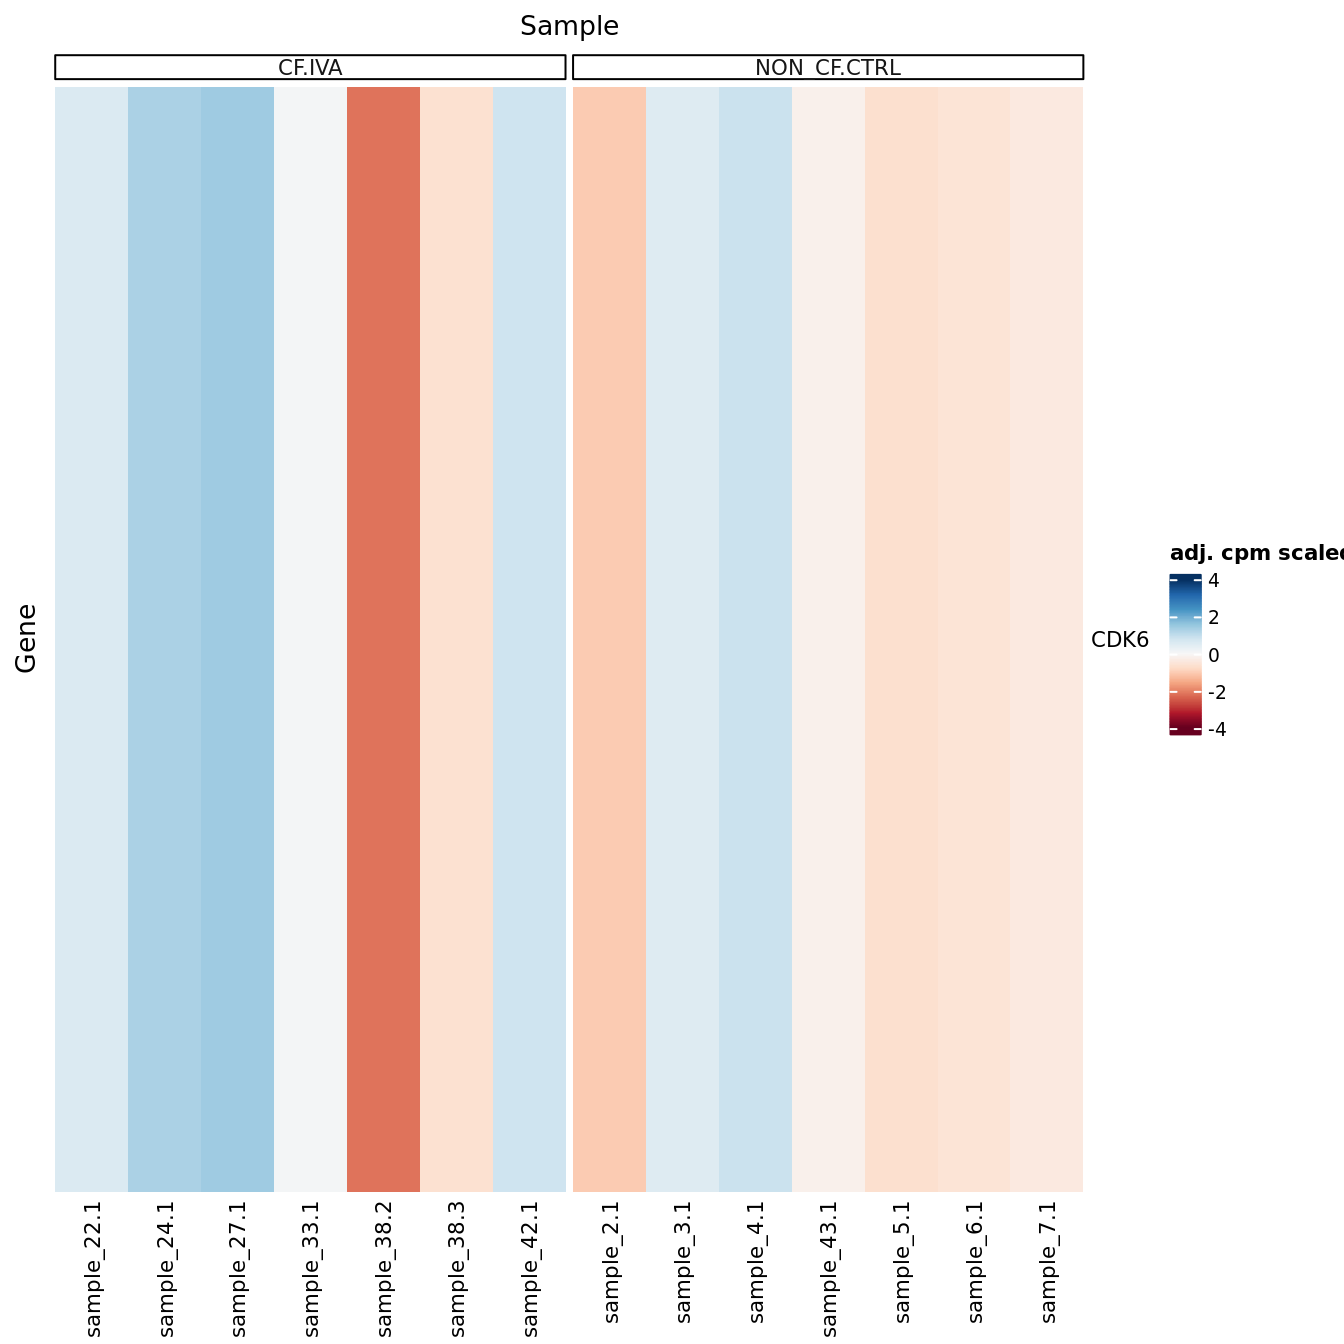 Sample
CF.IVA
NON_CF.CTRL
Gene
CDK6
adj. cpm scaled
4
2
0
-2
-4
sample_22.1
sample_24.1
sample_27.1
sample_33.1
sample_38.2
sample_38.3
sample_42.1
sample_2.1
sample_3.1
sample_4.1
sample_43.1
sample_5.1
sample_6.1
sample_7.1